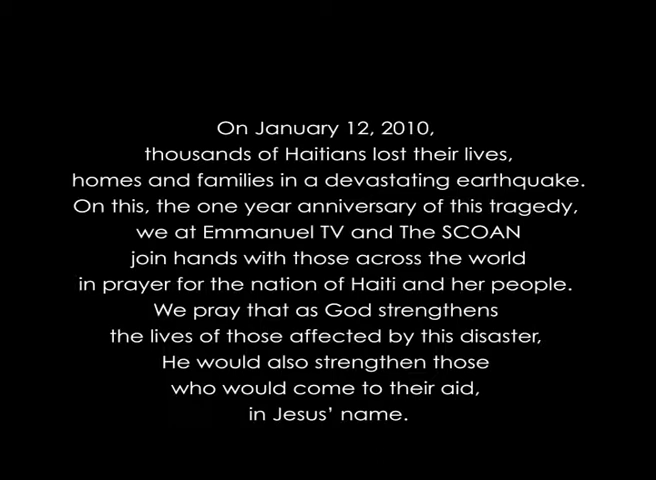 On January 12, 2010,
thousands of Haitians lost their lives,
homes and families in a devastating earthquake.
On this, the one year anniversary of this tragedy,
we at Emmanuel TV and The SCOAN
join hands with those across the world
in prayer for the nation of Haiti and her people.
We pray that as God strengthens
the lives of those affected by this disaster,
He would also strengthen those
who would come to their aid,
in Jesus’ name.